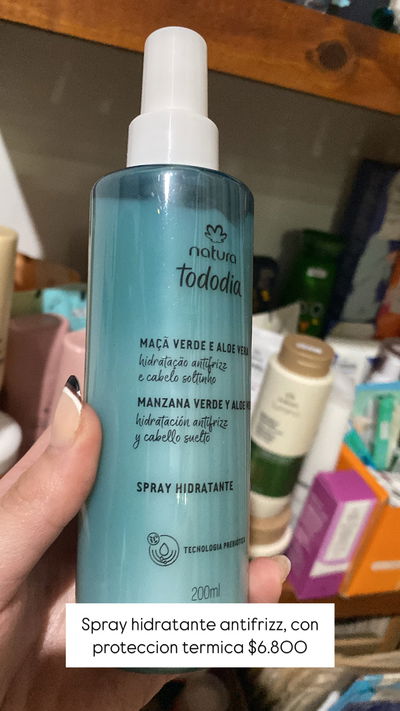 natura
tododia
MAÇÃ VERDE E ALOE VERA
hidratação antifrizz
e cabelo soltinho
MANZANA VERDE Y ALOE
hidratación antifrizz
y cabello suelto
SPRAY HIDRATANTE
TECNOLOGIA PREBIÓTICA
200ml
Spray hidratante antifrizz, con
proteccion termica $6.800